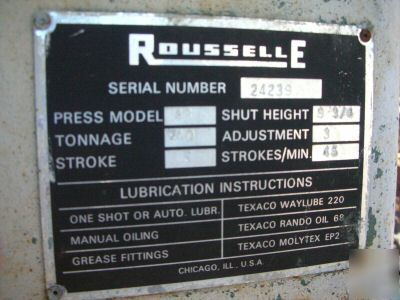 ROUSSELLE
SERIAL NUMBER 24239
PRESS MODEL SHUT HEIGHT 9 3/4
TONNAGE ADJUSTMENT 3
STROKE STROKES/MIN. 45
LUBRICATION INSTRUCTIONS
ONE SHOT OR AUTO. LUBR. TEXACO WAYLUBE 220
MANUAL OILING TEXACO RANDO OIL 68
GREASE FITTINGS TEXACO MOLYTEX EP2
CHICAGO, ILL., U.S.A.